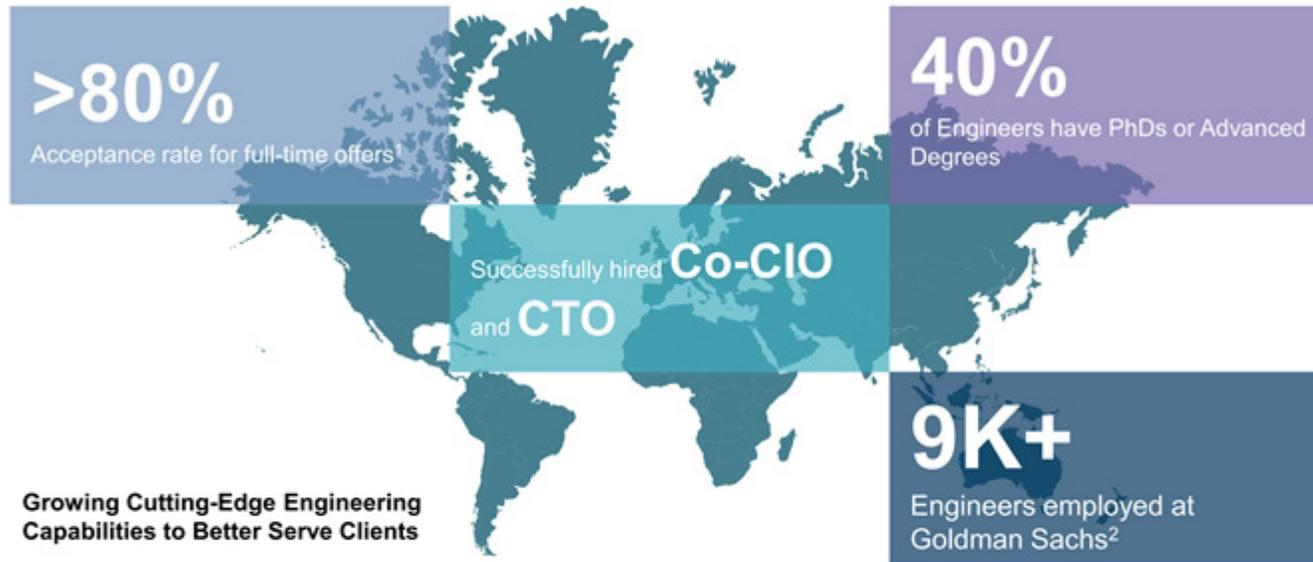 >80%
Acceptance rate for full-time offers¹
40%
of Engineers have PhDs or Advanced
Degrees
Successfully hired Co-CIO
and CTO
9K+
Engineers employed at
Goldman Sachs²
Growing Cutting-Edge Engineering
Capabilities to Better Serve Clients